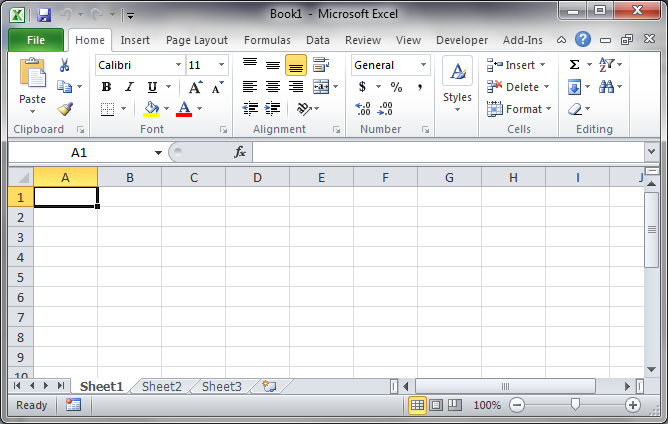 Book1 - Microsoft Excel
File Home Insert Page Layout Formulas Data Review View Developer Add-Ins
Calibri 11 General Insert Σ
B I U A A $ % , Delete
Paste A Styles Format
Clipboard Font Alignment Number Cells Editing
A1 fx
A B C D E F G H I J
1
2
3
4
5
6
7
8
9
10
Sheet1 Sheet2 Sheet3
Ready 100%